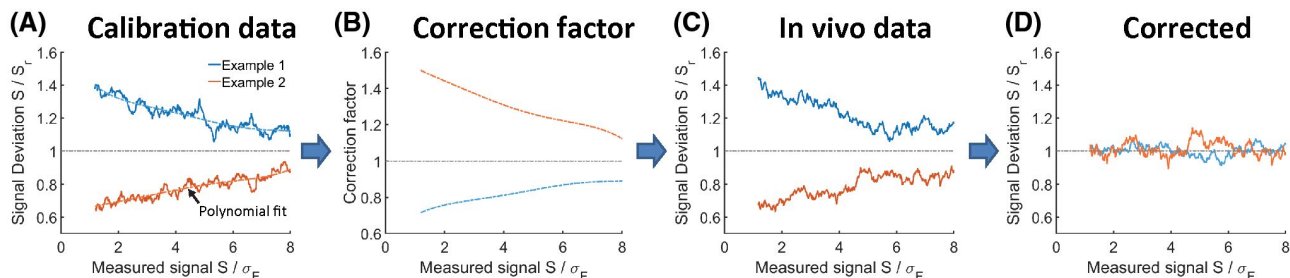 (A) Calibration data
Signal Deviation S / Sr
1.6
1.4
1.2
1
0.8
0.6
Example 1
Example 2
Polynomial fit
0 2 4 6 8
Measured signal S / σ
(B) Correction factor
Correction factor
1.6
1.4
1.2
1
0.8
0.6
0 2 4 6 8
Measured signal S / σ
(C) In vivo data
Signal Deviation S / Sr
1.6
1.4
1.2
1
0.8
0.6
0 2 4 6 8
Measured signal S / σ
(D) Corrected
Signal Deviation S / Sr
1.6
1.4
1.2
1
0.8
0.6
0 2 4 6 8
Measured signal S / σ